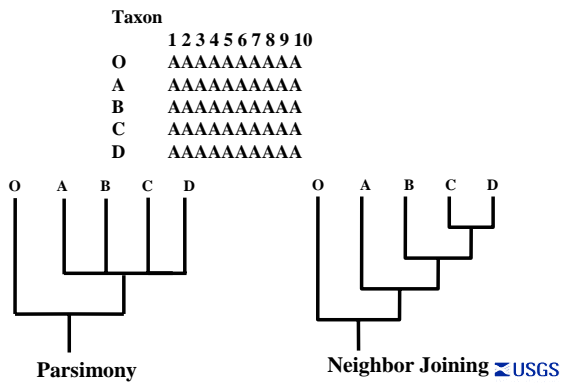 Taxon
1 2 3 4 5 6 7 8 9 10
O AAAAAAAAAA
A AAAAAAAAAA
B AAAAAAAAAA
C AAAAAAAAAA
D AAAAAAAAAA
O A B C D
O A B C D
Parsimony
Neighbor Joining USGS